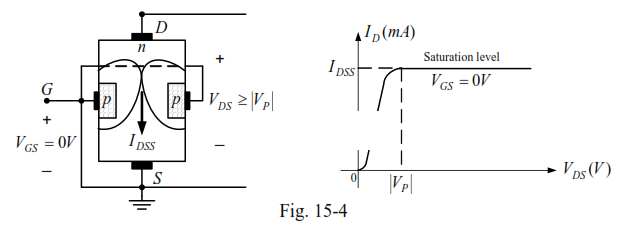 D
n
+
G
p
p
V_DS ≥ |V_P|
+
V_GS = 0V
I_DSS
−
−
S
I_D (mA)
Saturation level
I_DSS
V_GS = 0V
0
|V_P|
V_DS (V)
Fig. 15-4